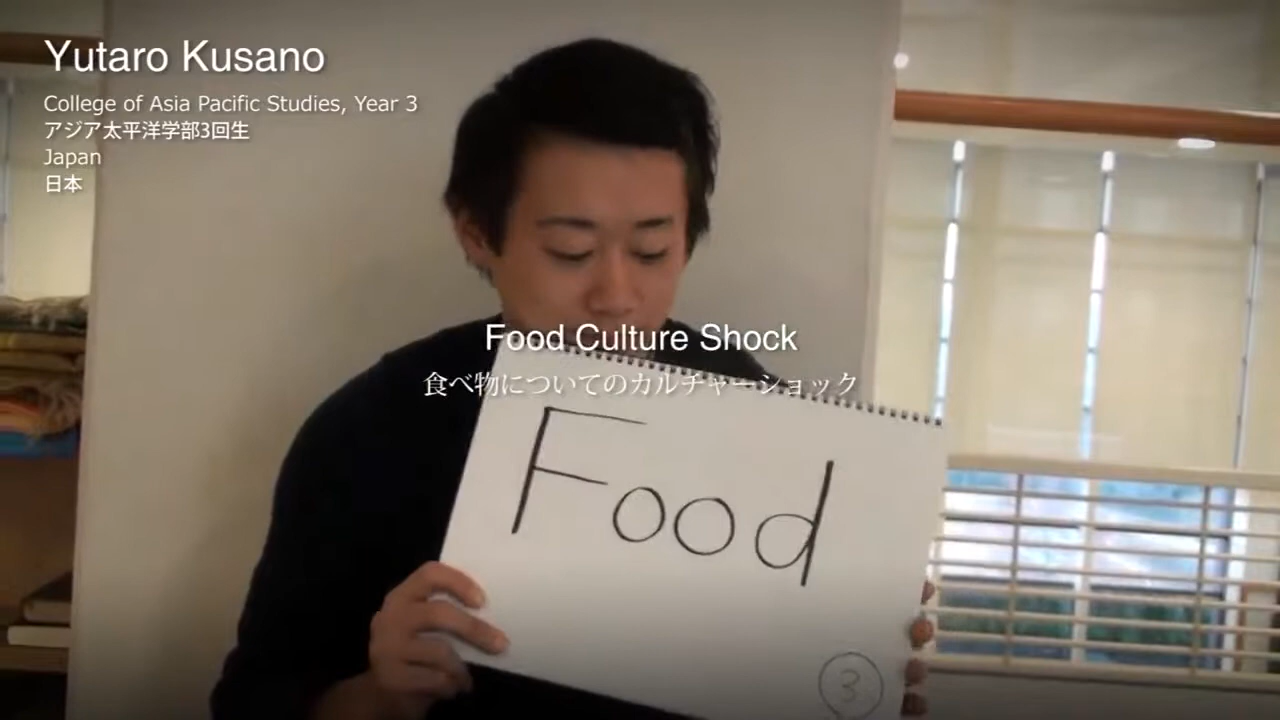 Yutaro Kusano
College of Asia Pacific Studies, Year 3
アジア太平洋学部3回生
Japan
日本
Food Culture Shock
食べ物についてのカルチャーショック
Food
3